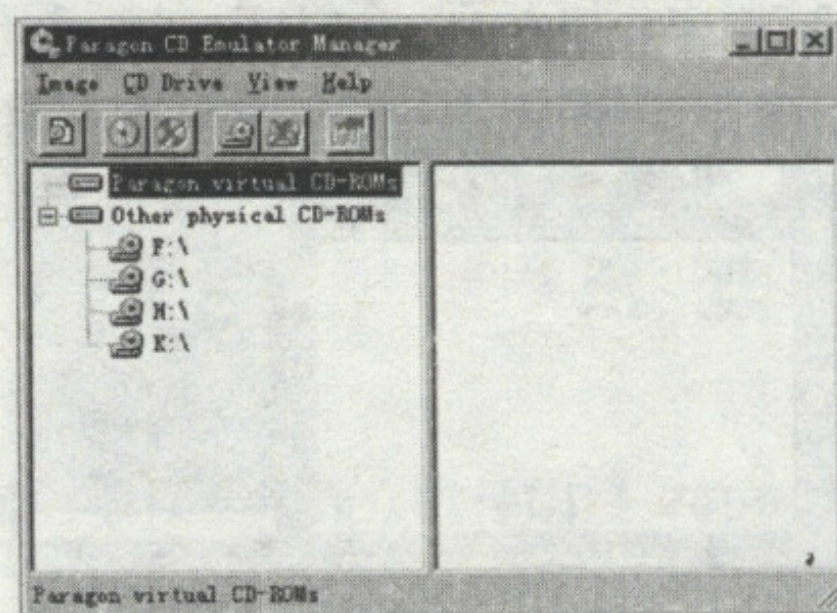 Paragon CD Emulator Manager
Image CD Drive View Help
Paragon virtual CD-ROMs
Other physical CD-ROMs
F:\
G:\
H:\
K:\
Paragon virtual CD-ROMs